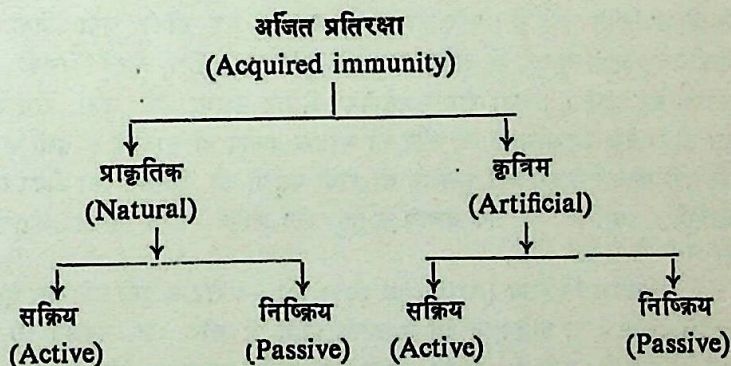 अर्जित प्रतिरक्षा
(Acquired immunity)
प्राकृतिक
(Natural)
कृत्रिम
(Artificial)
सक्रिय
(Active)
निष्क्रिय
(Passive)
सक्रिय
(Active)
निष्क्रिय
(Passive)